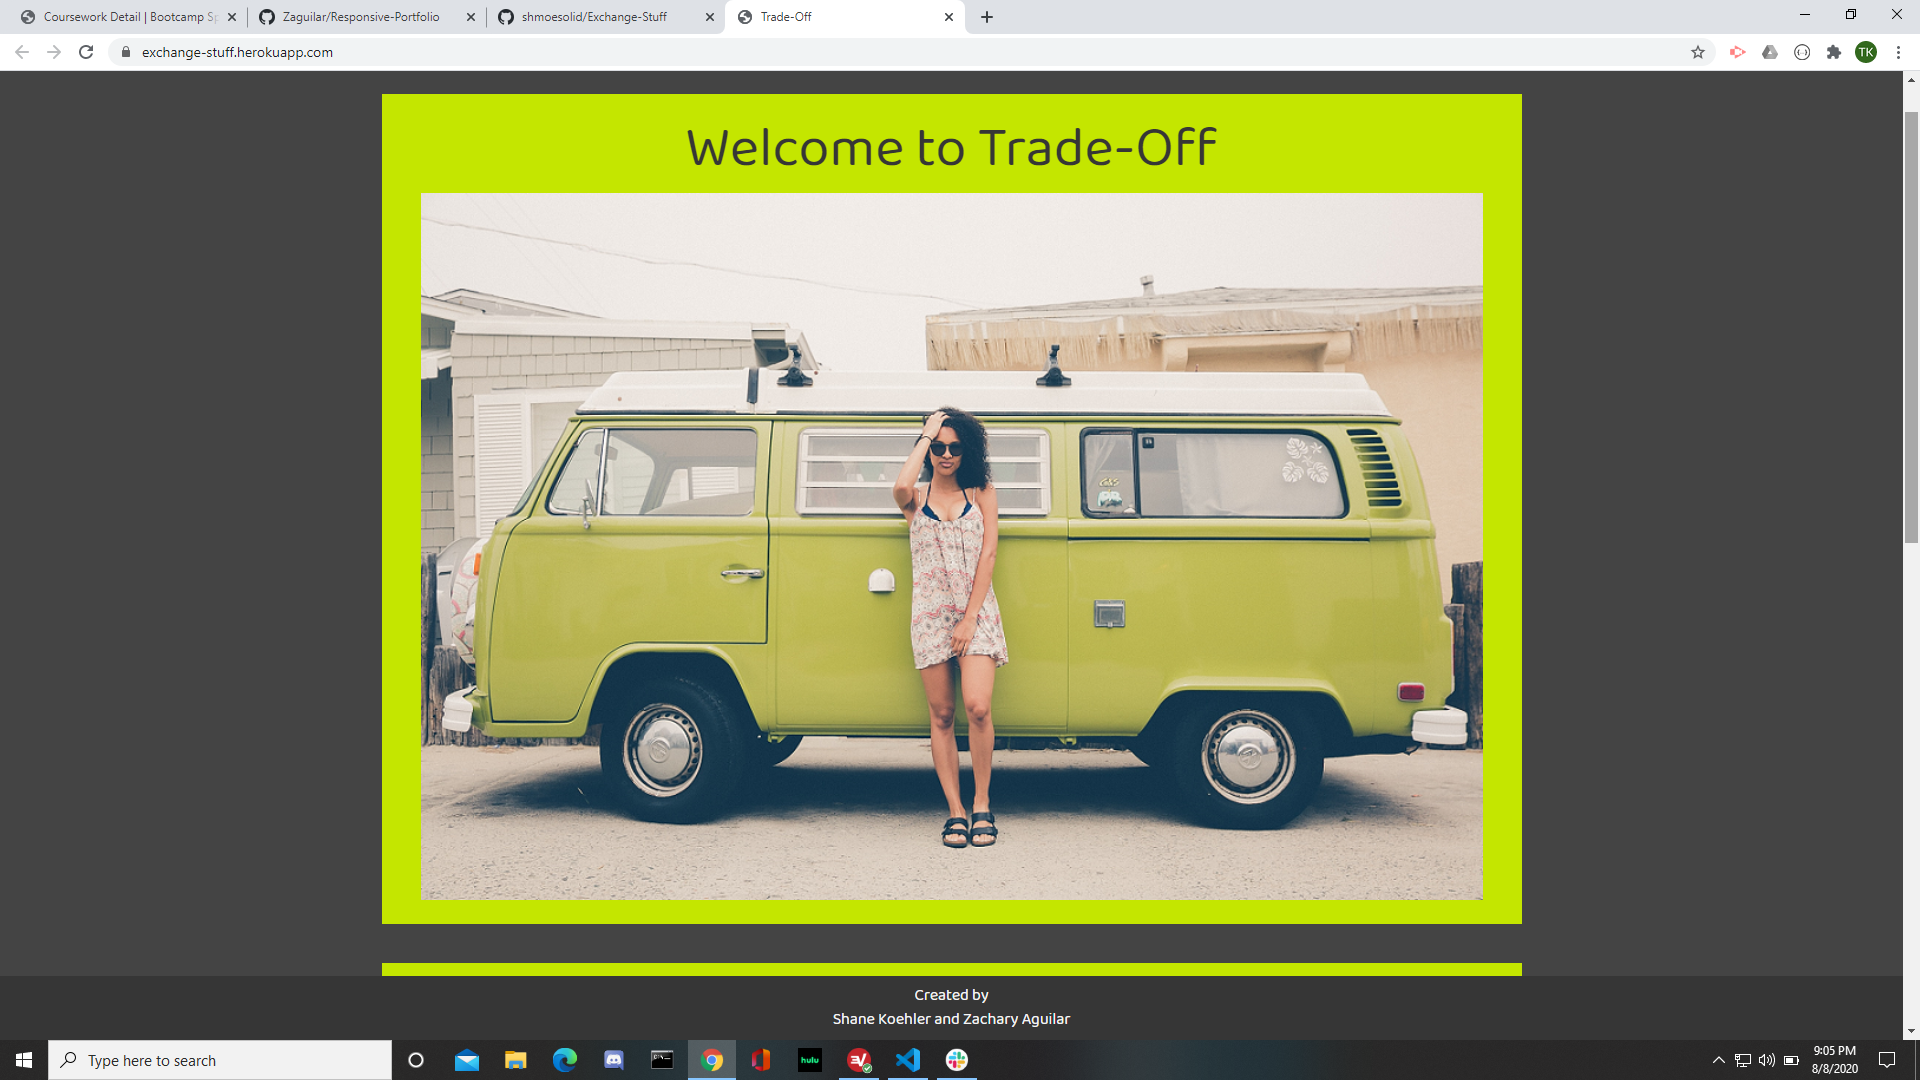 Coursework Detail | Bootcamp Sp
Zaguilar/Responsive-Portfolio
shmoesolid/Exchange-Stuff
Trade-Off
exchange-stuff.herokuapp.com
TK
Welcome to Trade-Off
G&S
Created by
Shane Koehler and Zachary Aguilar
Type here to search
hulu
9:05 PM
8/8/2020